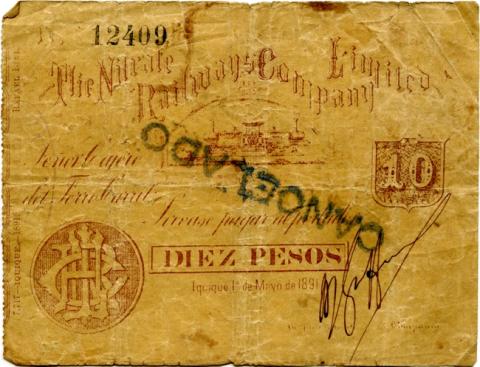 12409
The Nitrate Railways Company Limited
Señor Cajero
del Ferrocarril
Sirvase pagar al portador
10
CANCELADO
DIEZ PESOS
Iquique, 1º de Mayo de 1891